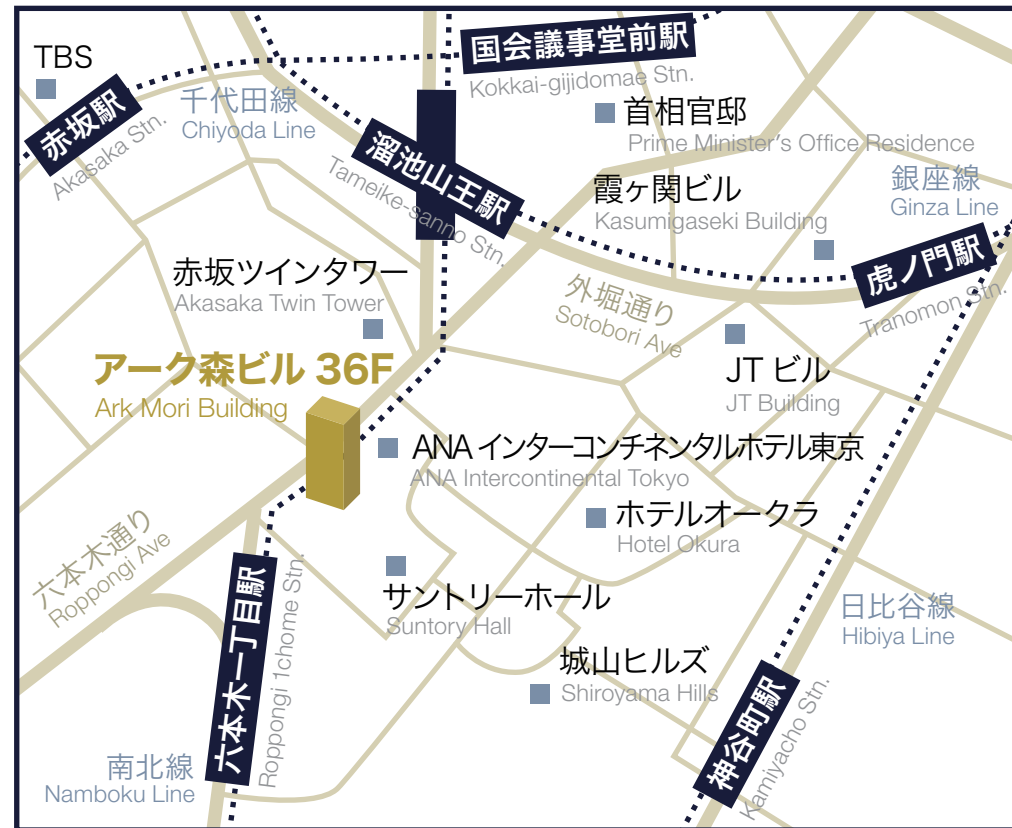 TBS
国会議事堂前駅
Kokkai-gijidomae Stn.
赤坂駅
Akasaka Stn.
千代田線
Chiyoda Line
首相官邸
Prime Minister's Office Residence
溜池山王駅
Tameike-sanno Stn.
霞ヶ関ビル
Kasumigaseki Building
銀座線
Ginza Line
虎ノ門駅
Tranomon Stn.
赤坂ツインタワー
Akasaka Twin Tower
外堀通り
Sotobori Ave
JT ビル
JT Building
アーク森ビル 36F
Ark Mori Building
ANA インターコンチネンタルホテル東京
ANA Intercontinental Tokyo
ホテルオークラ
Hotel Okura
六本木通り
Roppongi Ave
サントリーホール
Suntory Hall
日比谷線
Hibiya Line
六本木一丁目駅
Roppongi 1chome Stn.
城山ヒルズ
Shiroyama Hills
神谷町駅
Kamiyacho Stn.
南北線
Namboku Line